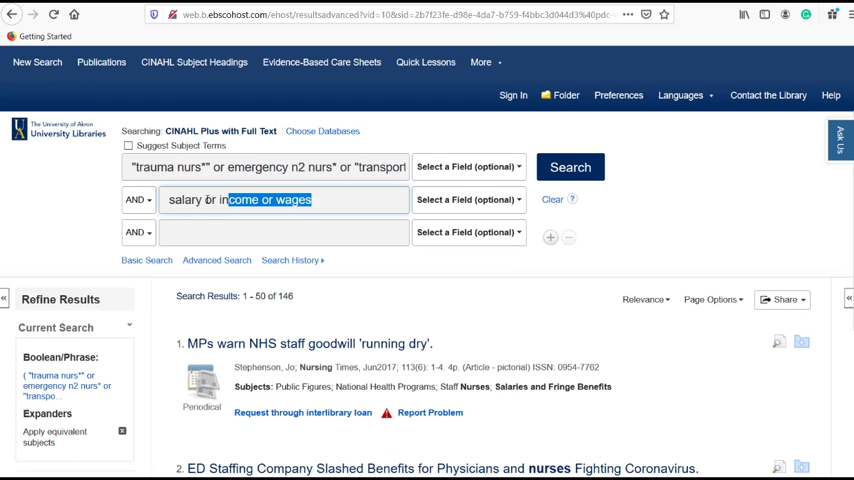 web.b.ebscohost.com/ehost/resultsadvanced?vid=10&sid=2b7f23fe-d98e-4da7-b759-f4bbc3d044d3%40pdc-
Getting Started
New Search Publications CINAHL Subject Headings Evidence-Based Care Sheets Quick Lessons More
Sign In Folder Preferences Languages Contact the Library Help
The University of Akron
University Libraries
Searching: CINAHL Plus with Full Text Choose Databases
Suggest Subject Terms
"trauma nurs*" or emergency n2 nurs* or "transport Select a Field (optional) Search
AND salary or income or wages Select a Field (optional) Clear ?
AND Select a Field (optional)
Basic Search Advanced Search Search History
Ask Us
Refine Results
Current Search
Boolean/Phrase:
( "trauma nurs*" or
emergency n2 nurs* or
"transpo...
Expanders
Apply equivalent
subjects
Search Results: 1 - 50 of 146
Relevance Page Options Share
1. MPs warn NHS staff goodwill 'running dry'.
Stephenson, Jo; Nursing Times, Jun2017; 113(6): 1-4. 4p. (Article - pictorial) ISSN: 0954-7762
Subjects: Public Figures; National Health Programs; Staff Nurses; Salaries and Fringe Benefits
Periodical
Request through interlibrary loan Report Problem
2. ED Staffing Company Slashed Benefits for Physicians and nurses Fighting Coronavirus.